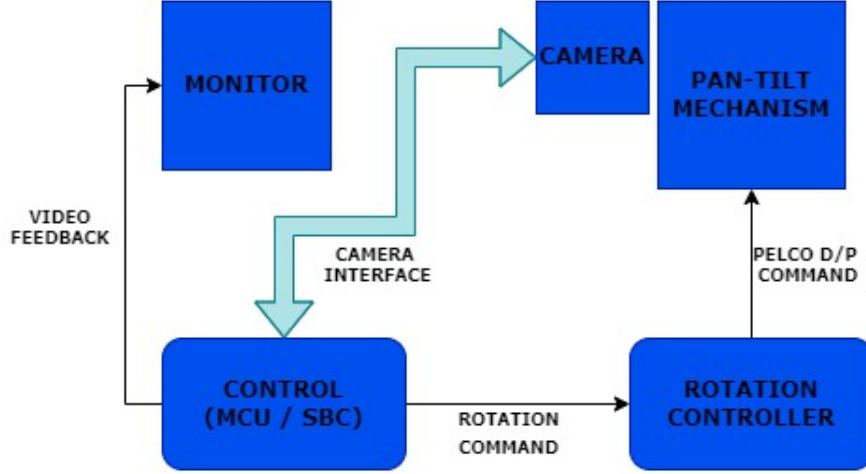 MONITOR
CAMERA
PAN-TILT
MECHANISM
VIDEO
FEEDBACK
CAMERA
INTERFACE
PELCO D/P
COMMAND
CONTROL
(MCU / SBC)
ROTATION
COMMAND
ROTATION
CONTROLLER